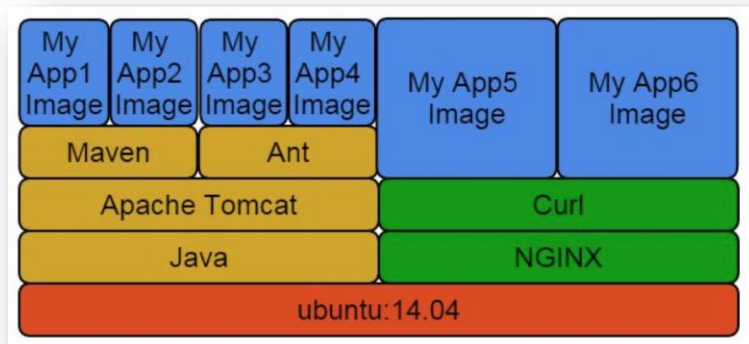 My App1 Image
My App2 Image
My App3 Image
My App4 Image
My App5 Image
My App6 Image
Maven
Ant
Apache Tomcat
Curl
Java
NGINX
ubuntu:14.04